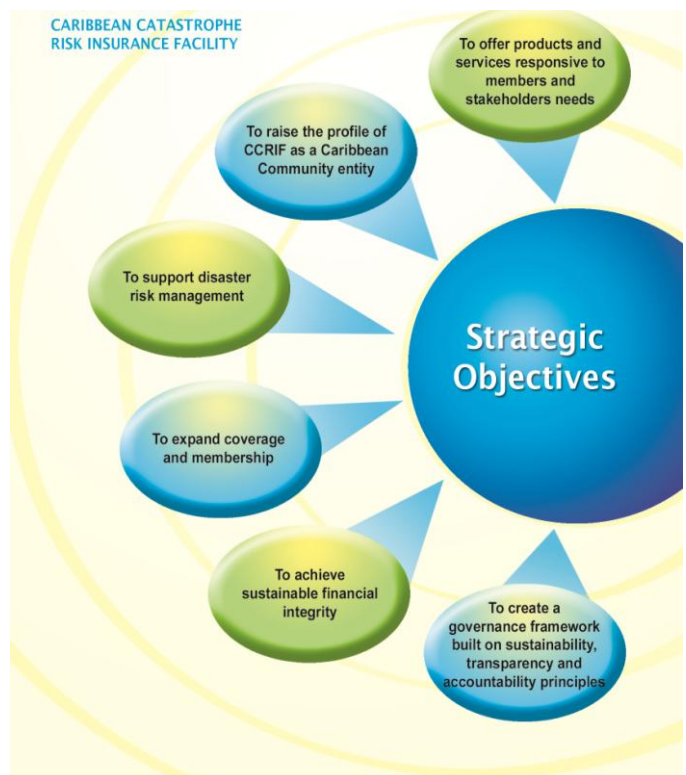 CARIBBEAN CATASTROPHE
RISK INSURANCE FACILITY
To offer products and
services responsive to
members and
stakeholders needs
To raise the profile of
CCRIF as a Caribbean
Community entity
To support disaster
risk management
Strategic
Objectives
To expand coverage
and membership
To achieve
sustainable financial
integrity
To create a
governance framework
built on sustainability,
transparency and
accountability principles